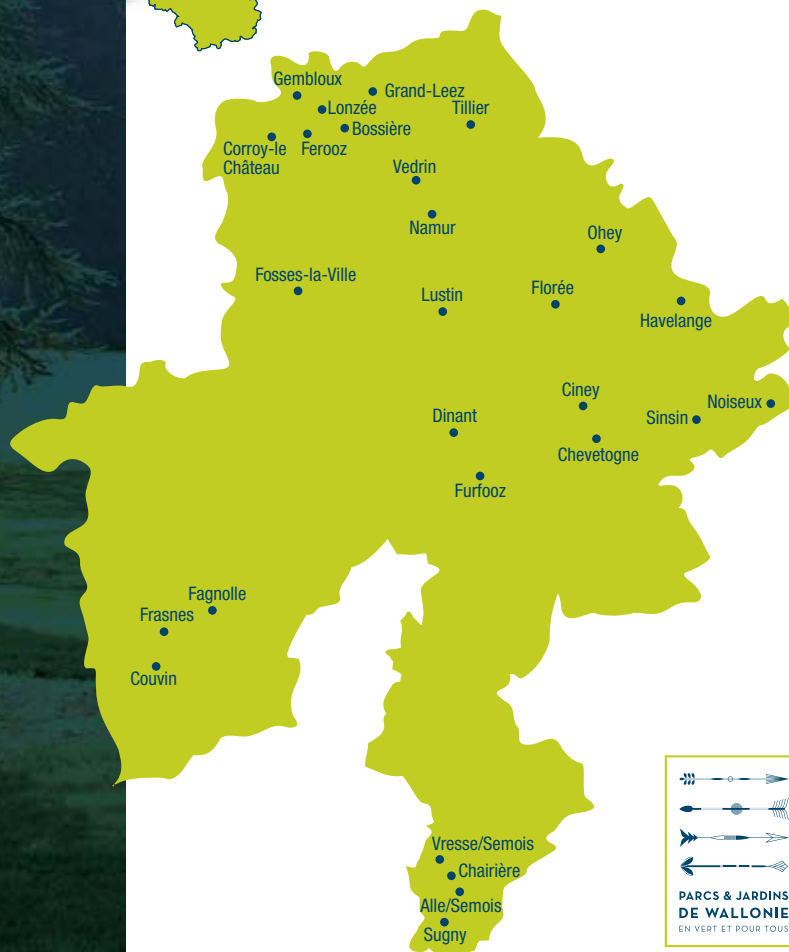 Gembloux
Grand-Leez
Lonzée
Tillier
Bossière
Corroy-le
Château
Ferooz
Vedrin
Namur
Ohey
Fosses-la-Ville
Lustin
Florée
Havelange
Ciney
Noiseux
Dinant
Sinsin
Chevetogne
Furfooz
Fagnolle
Frasnes
Couvin
Vresse/Semois
Chairière
Alle/Semois
Sugny
PARCS & JARDINS
DE WALLONIE
EN VERT ET POUR TOUS